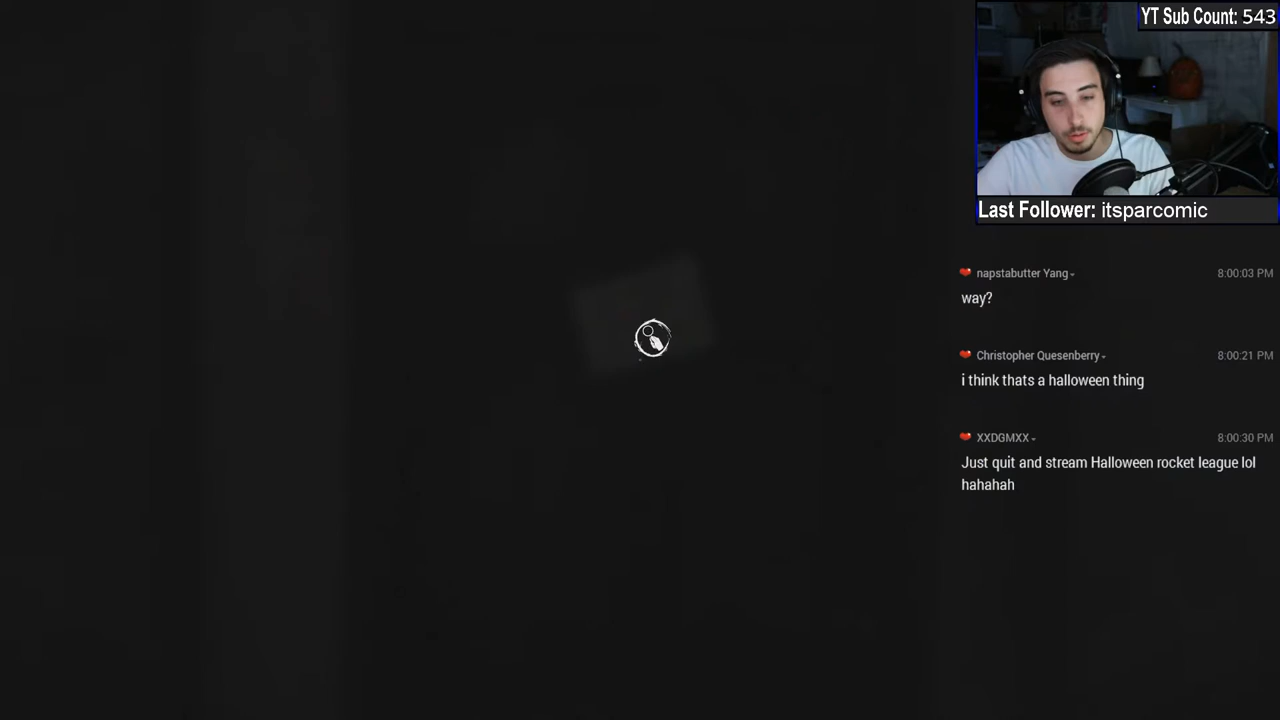 YT Sub Count: 543
Last Follower: itsparcomic
napstabutter Yang 8:00:03 PM
way?
Christopher Quesenberry 8:00:21 PM
i think thats a halloween thing
XXDGMXX 8:00:30 PM
Just quit and stream Halloween rocket league lol
hahahah